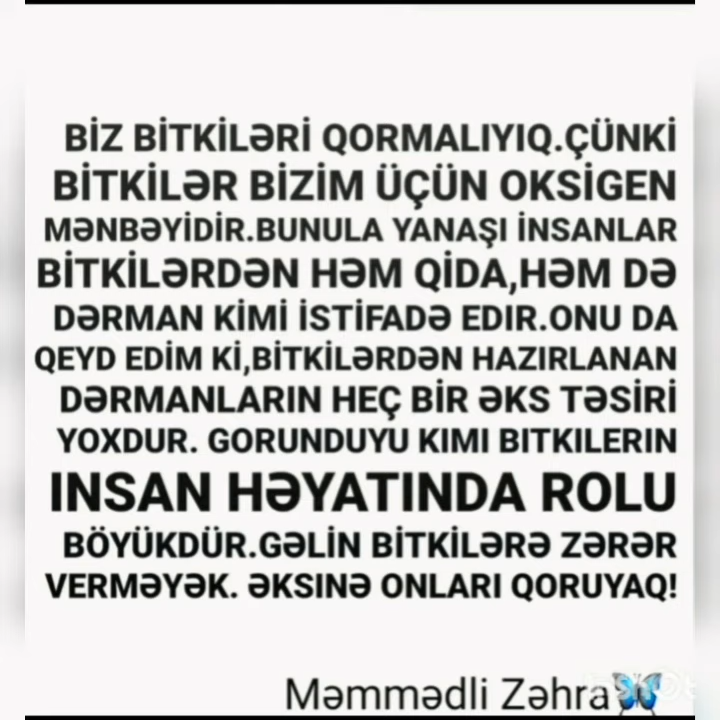 BİZ BİTKİLƏRİ QORMALIYIQ.ÇÜNKİ
BİTKİLƏR BİZİM ÜÇÜN OKSİGEN
MƏNBƏYİDİR.BUNULA YANAŞI İNSANLAR
BİTKİLƏRDƏN HƏM QİDA,HƏM DƏ
DƏRMAN KİMİ İSTİFADƏ EDIR.ONU DA
QEYD EDİM Kİ,BİTKİLƏRDƏN HAZIRLANAN
DƏRMANLARIN HEÇ BİR ƏKS TƏSİRİ
YOXDUR. GORUNDUYU KIMI BITKILERIN
INSAN HƏYATINDA ROLU
BÖYÜKDÜR.GƏLİN BİTKİLƏRƏ ZƏRƏR
VERMƏYƏK. ƏKSINƏ ONLARI QORUYAQ!
Məmmədli Zəhra